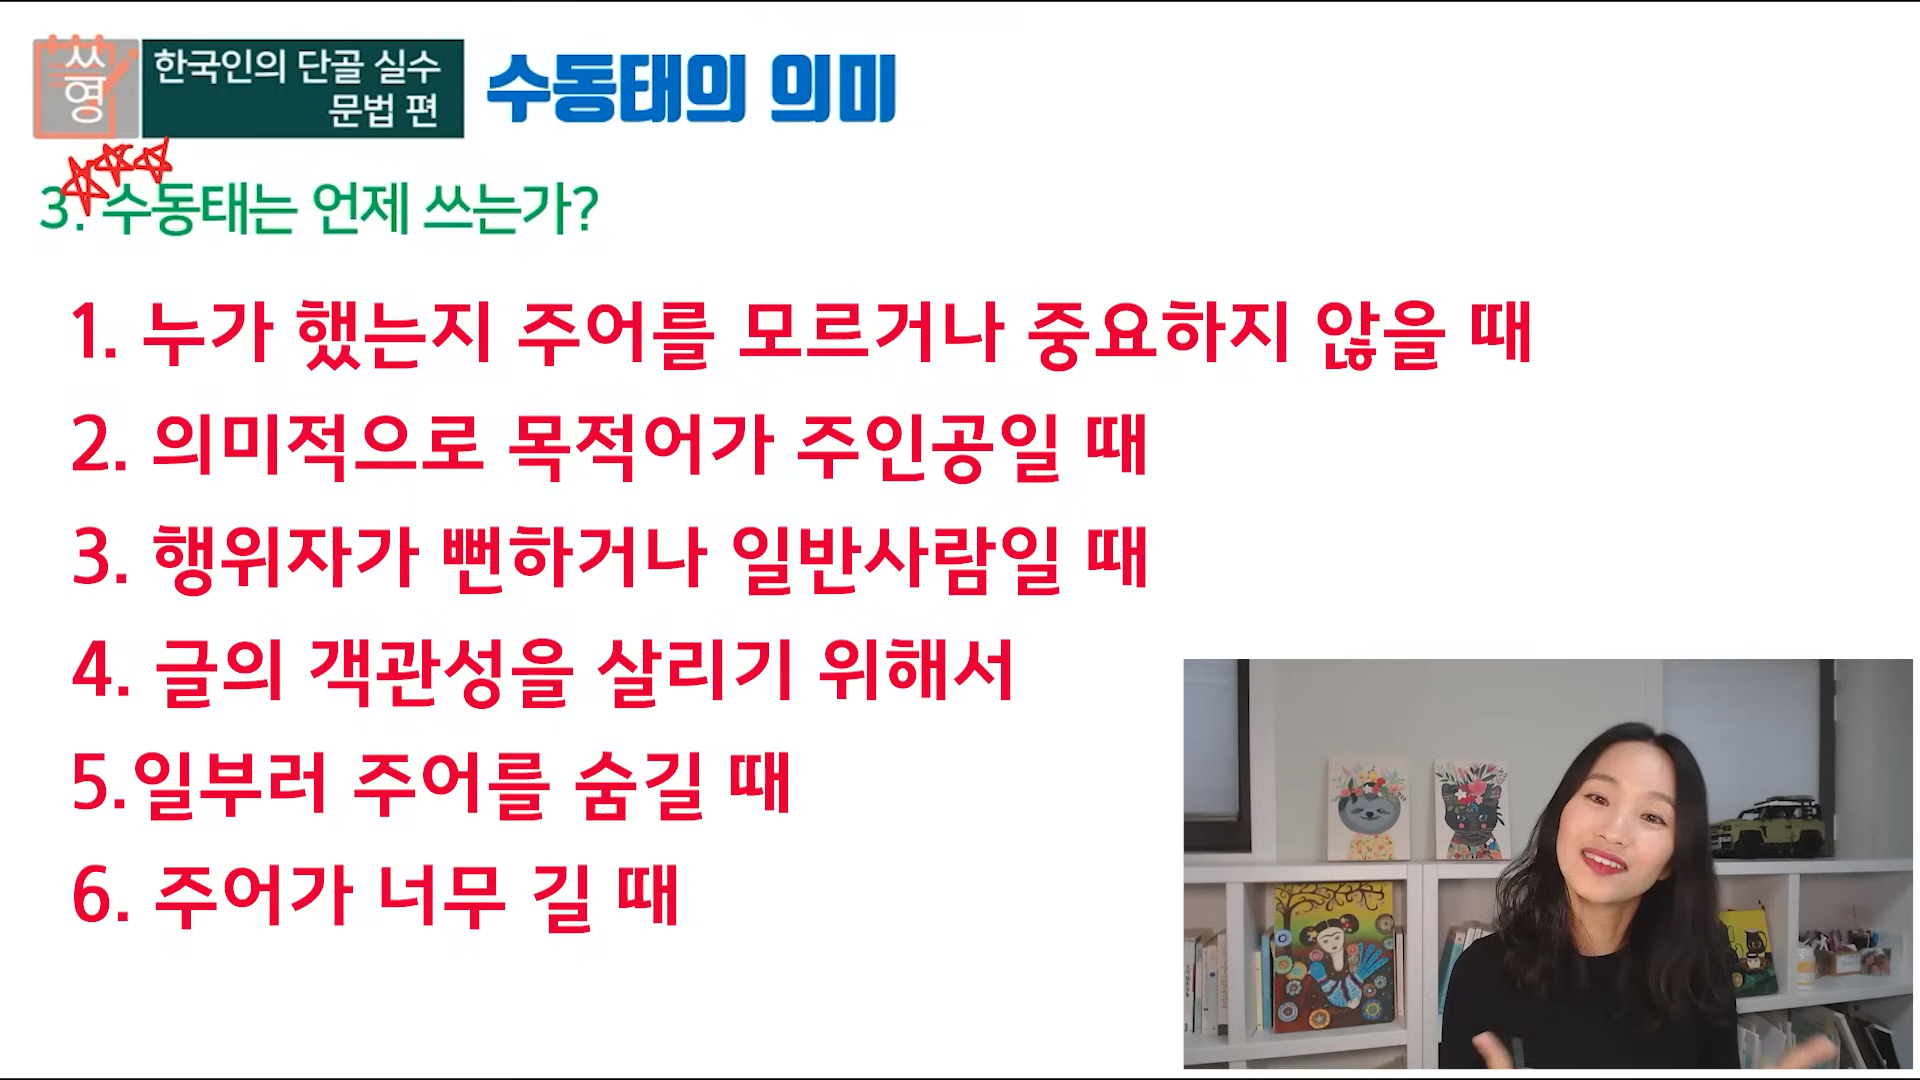 쓰영
한국인의 단골 실수
문법 편
수동태의 의미
3. 수동태는 언제 쓰는가?
1. 누가 했는지 주어를 모르거나 중요하지 않을 때
2. 의미적으로 목적어가 주인공일 때
3. 행위자가 뻔하거나 일반사람일 때
4. 글의 객관성을 살리기 위해서
5.일부러 주어를 숨길 때
6. 주어가 너무 길 때